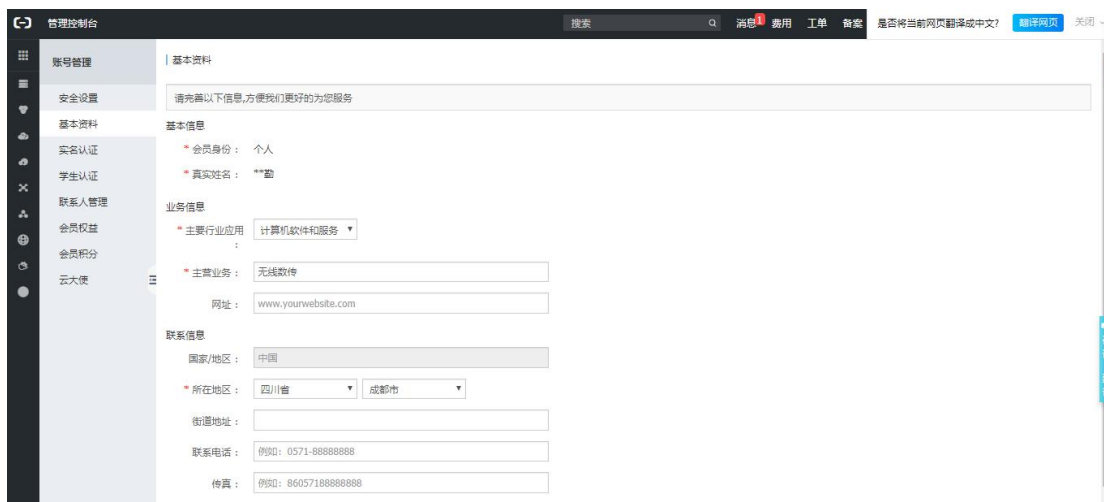 管理控制台 搜索 消息1 费用 工单 备案 是否将当前网页翻译成中文? 翻译网页 关闭
账号管理
安全设置
基本资料
实名认证
学生认证
联系人管理
会员权益
会员积分
云大使
基本资料
请完善以下信息,方便我们更好的为您服务
基本信息
* 会员身份： 个人
* 真实姓名： **勤
业务信息
* 主要行业应用 计算机软件和服务
：
* 主营业务： 无线数传
网址： www.yourwebsite.com
联系信息
国家/地区： 中国
* 所在地区： 四川省 成都市
街道地址：
联系电话： 例如：0571-88888888
传真： 例如：86057188888888